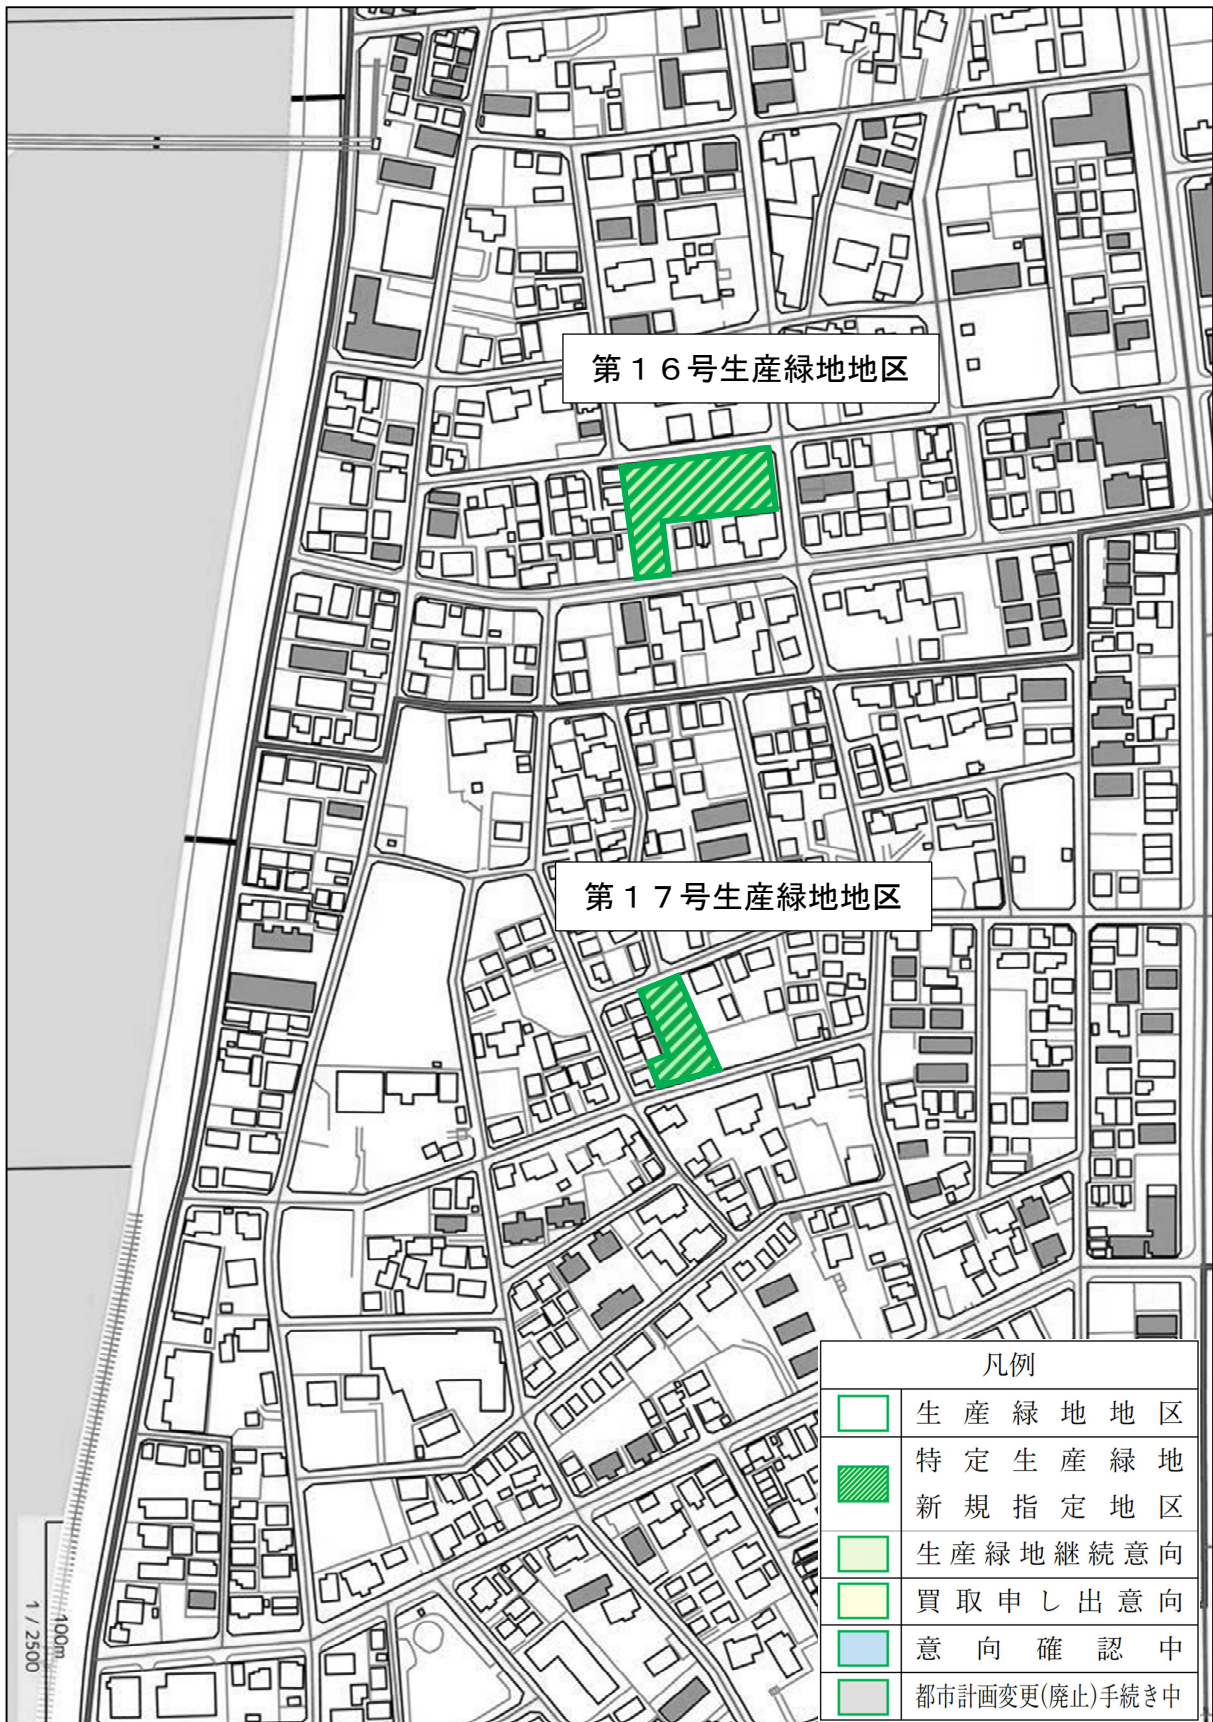 第１６号生産緑地地区
第１７号生産緑地地区
凡例
生産緑地地区
特定生産緑地
新規指定地区
生産緑地継続意向
買取申し出意向
意向確認中
都市計画変更(廃止)手続き中
100m
1 / 2500